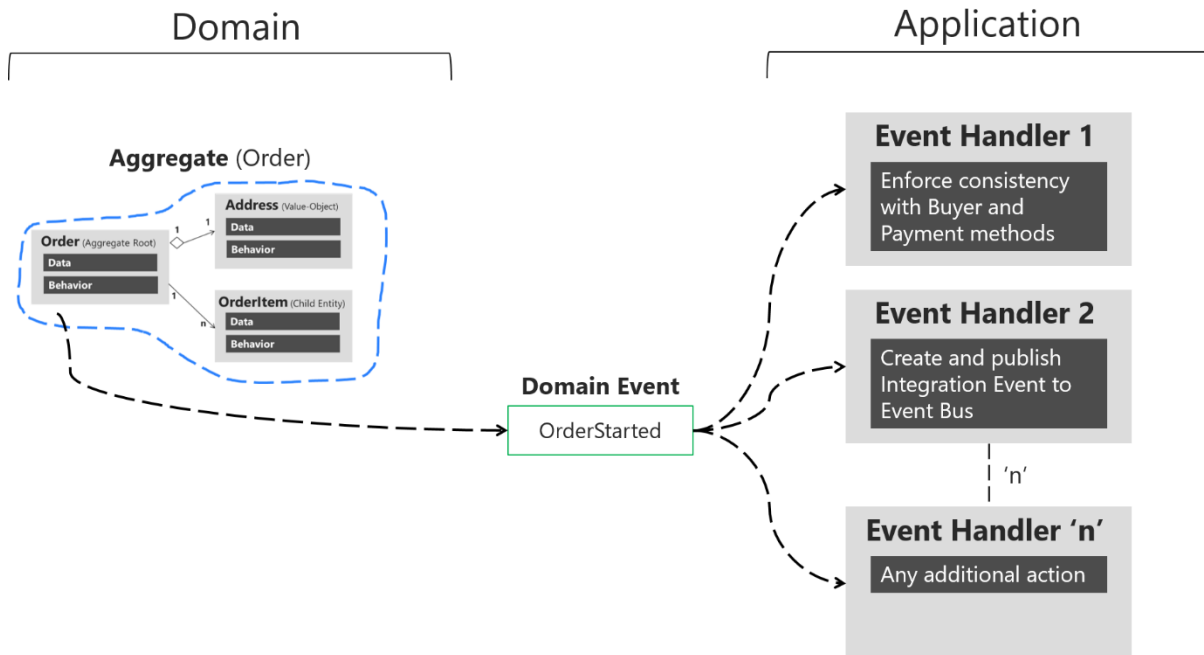 Domain
Application
Aggregate (Order)
Order (Aggregate Root)
Data
Behavior
1
1
Address (Value-Object)
Data
Behavior
1
n
OrderItem (Child Entity)
Data
Behavior
Domain Event
OrderStarted
Event Handler 1
Enforce consistency
with Buyer and
Payment methods
Event Handler 2
Create and publish
Integration Event to
Event Bus
‘n‘
Event Handler ‘n’
Any additional action